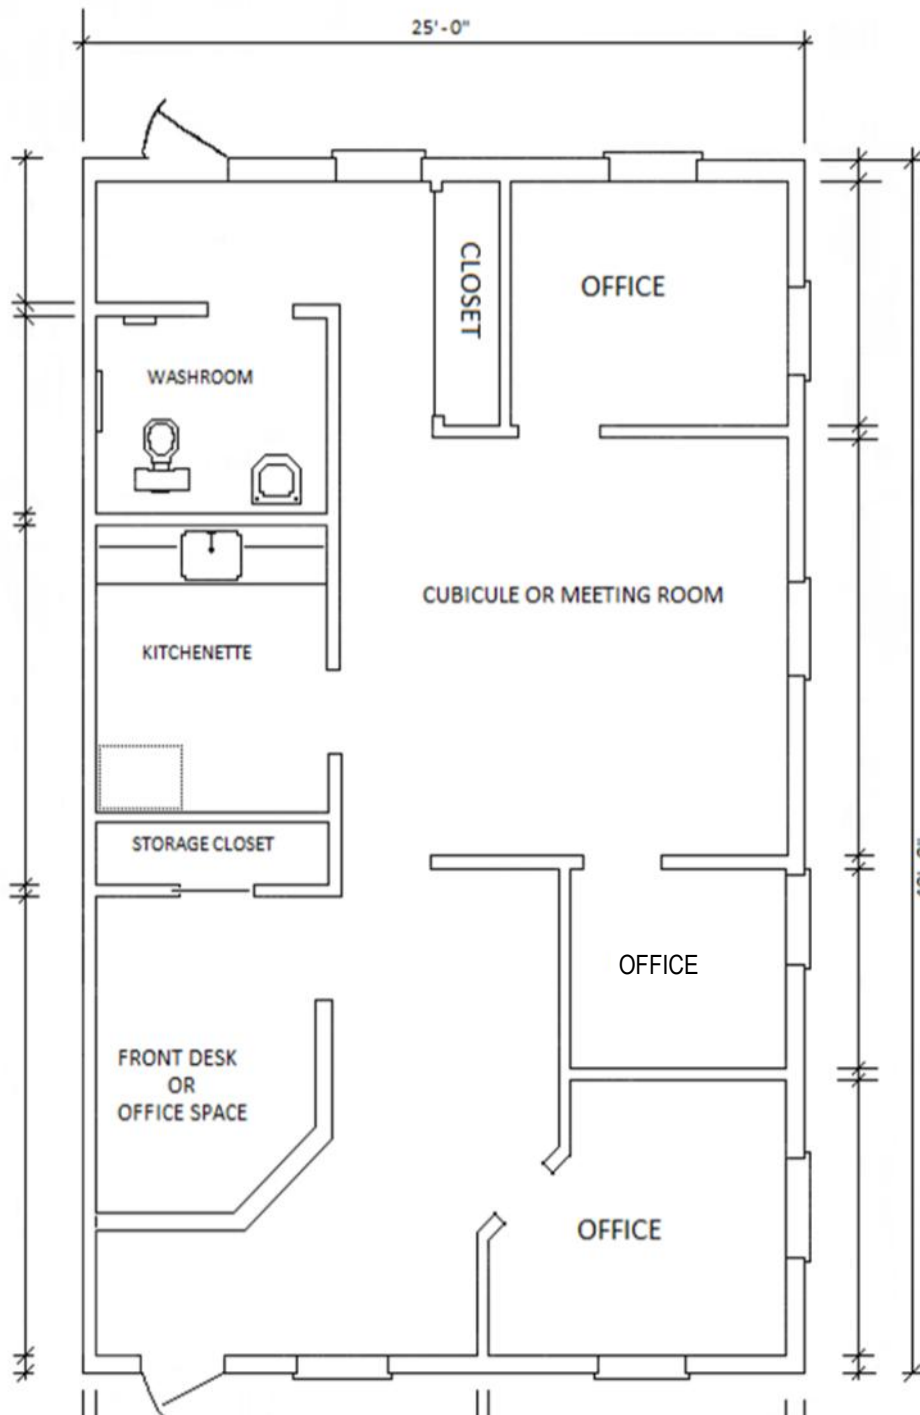 25'-0"
CLOSET
OFFICE
WASHROOM
CUBICULE OR MEETING ROOM
KITCHENETTE
STORAGE CLOSET
OFFICE
FRONT DESK
OR
OFFICE SPACE
OFFICE